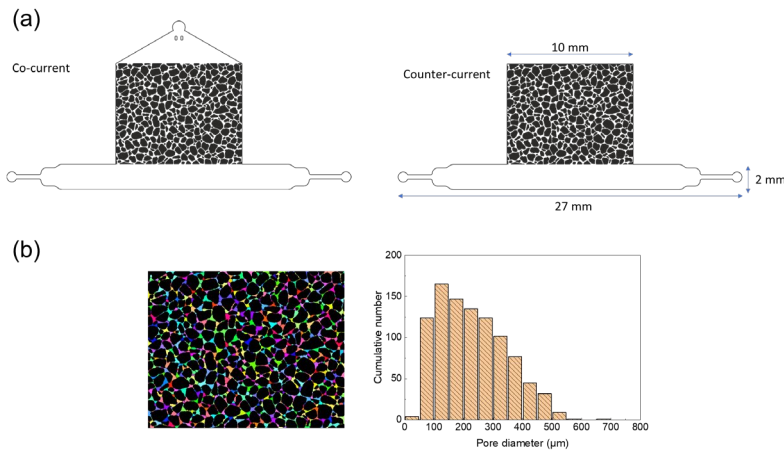 (a)
Co-current
Counter-current
10 mm
2 mm
27 mm
(b)
200
150
100
50
0
Cumulative number
0 100 200 300 400 500 600 700 800
Pore diameter (μm)